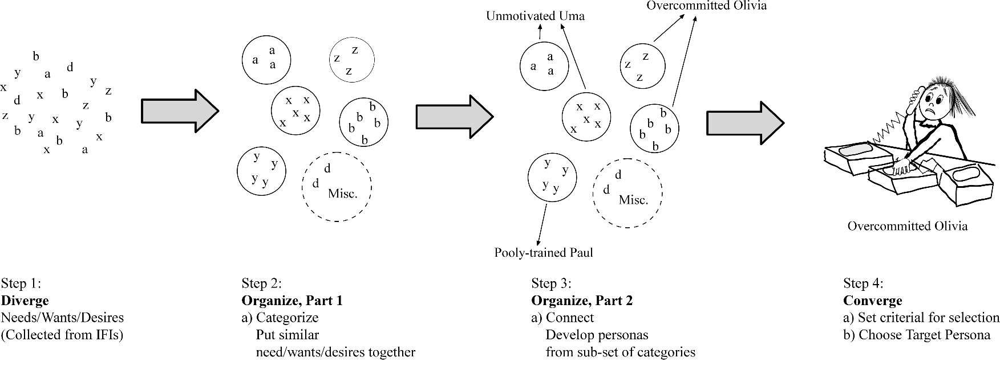 Overcommitted Olivia
Unmotivated Uma
b
d
y
a
y
x
x
b
z
d
z
z
y
x
y
b
b
a
b
x
x
a
a
a
a
z
z
z
x
x
x
x
x
b
b
b
b
b
y
y
y
y
d
d
Misc.
a
a
a
z
z
z
x
x
x
x
x
b
b
b
b
b
y
y
y
y
d
d
Misc.
Overcommitted Olivia
Pooly-trained Paul
Step 1:
Diverge
Needs/Wants/Desires
(Collected from IFIs)
Step 2:
Organize, Part 1
a) Categorize
Put similar
need/wants/desires together
Step 3:
Organize, Part 2
a) Connect
Develop personas
from sub-set of categories
Step 4:
Converge
a) Set criterial for selection
b) Choose Target Persona